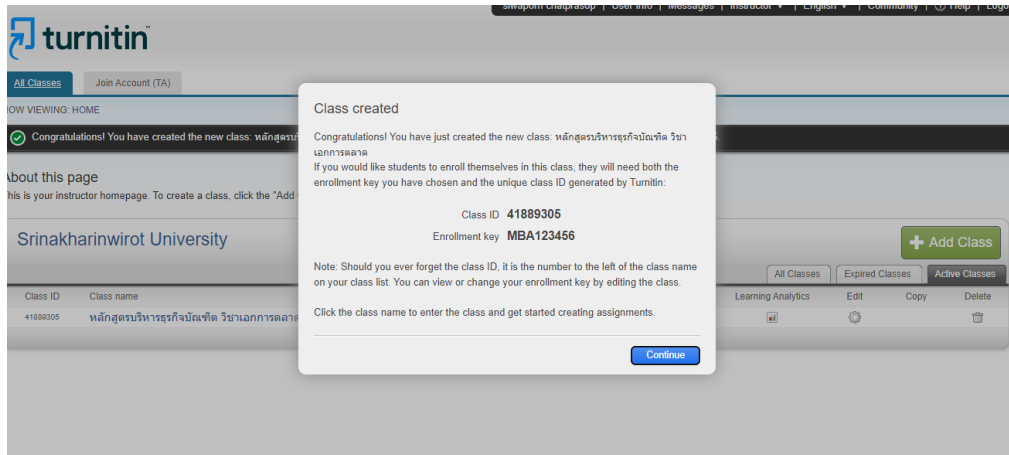 siwaporn chatprasop | User Info | Messages | Instructor ▼ | English ▼ | Community | ? Help | Logo
turnitin
All Classes Join Account (TA)
NOW VIEWING: HOME
Congratulations! You have created the new class: หลักสูตรบริ
About this page
This is your instructor homepage. To create a class, click the "Add
Srinakharinwirot University
Add Class
All Classes Expired Classes Active Classes
Class ID Class name Learning Analytics Edit Copy Delete
41889305 หลักสูตรบริหารธุรกิจบัณฑิต วิชาเอกการตลาด
Class created
Congratulations! You have just created the new class: หลักสูตรบริหารธุรกิจบัณฑิต วิชา
เอกการตลาด
If you would like students to enroll themselves in this class, they will need both the
enrollment key you have chosen and the unique class ID generated by Turnitin:
Class ID 41889305
Enrollment key MBA123456
Note: Should you ever forget the class ID, it is the number to the left of the class name
on your class list. You can view or change your enrollment key by editing the class.
Click the class name to enter the class and get started creating assignments.
Continue